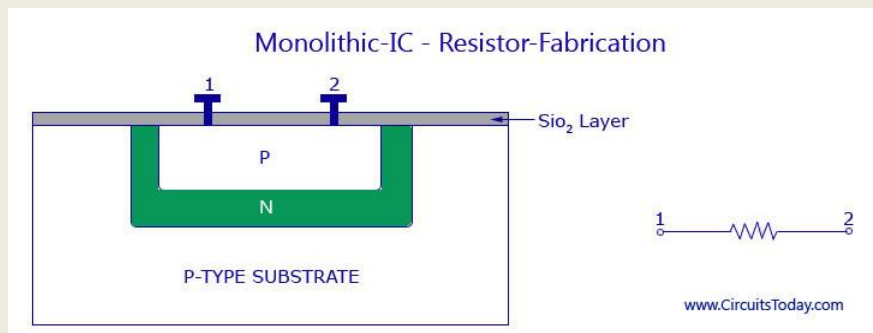 Monolithic-IC - Resistor-Fabrication
1 2
Sio₂ Layer
P
N
P-TYPE SUBSTRATE
1 2
www.CircuitsToday.com